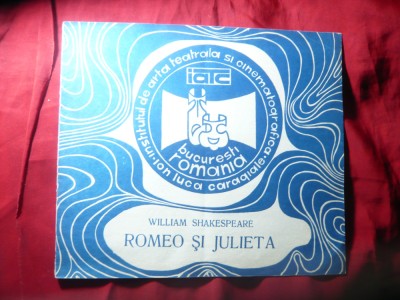 institutul de arta teatrala si cinematografica
iatc
bucuresti
romania
ion luca caragiale
WILLIAM SHAKESPEARE
ROMEO ŞI JULIETA